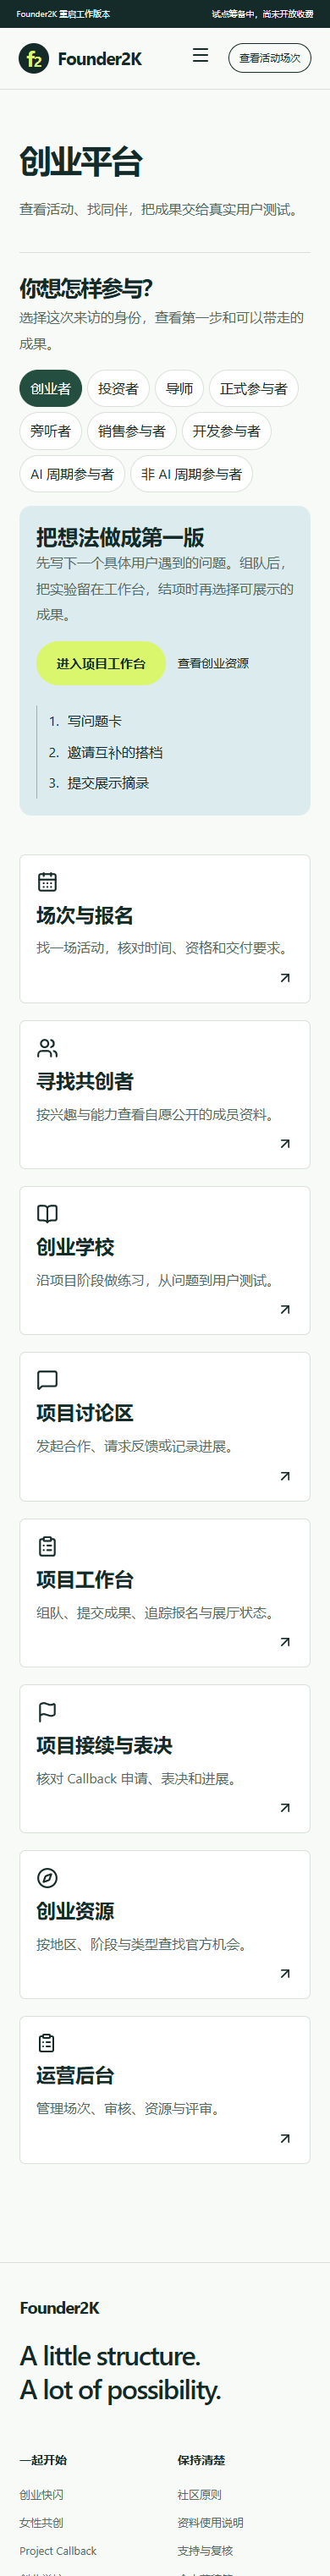 Founder2K 重启工作版本
试点筹备中，尚未开放收费
f2 Founder2K
查看活动场次
创业平台
查看活动、找同伴，把成果交给真实用户测试。
你想怎样参与？
选择这次来访的身份，查看第一步和可以带走的
成果。
创业者 投资者 导师 正式参与者
旁听者 销售参与者 开发参与者
AI 周期参与者 非 AI 周期参与者
把想法做成第一版
先写下一个具体用户遇到的问题。组队后，
把实验留在工作台，结项时再选择可展示的
成果。
进入项目工作台 查看创业资源
1. 写问题卡
2. 邀请互补的搭档
3. 提交展示摘录
场次与报名
找一场活动，核对时间、资格和交付要求。
寻找共创者
按兴趣与能力查看自愿公开的成员资料。
创业学校
沿项目阶段做练习，从问题到用户测试。
项目讨论区
发起合作、请求反馈或记录进展。
项目工作台
组队、提交成果、追踪报名与展厅状态。
项目接续与表决
核对 Callback 申请、表决和进展。
创业资源
按地区、阶段与类型查找官方机会。
运营后台
管理场次、审核、资源与评审。
Founder2K
A little structure.
A lot of possibility.
一起开始
创业快闪
女性共创
Project Callback
保持清楚
社区原则
资料使用说明
支持与复核